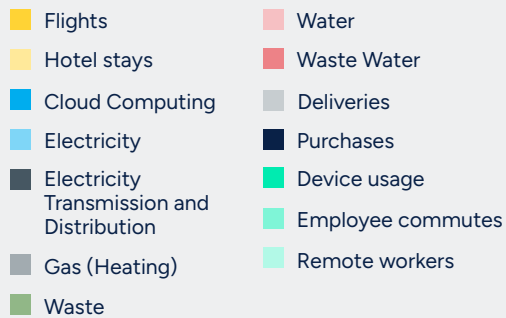 Flights
Hotel stays
Cloud Computing
Electricity
Electricity
Transmission and
Distribution
Gas (Heating)
Waste
Water
Waste Water
Deliveries
Purchases
Device usage
Employee commutes
Remote workers